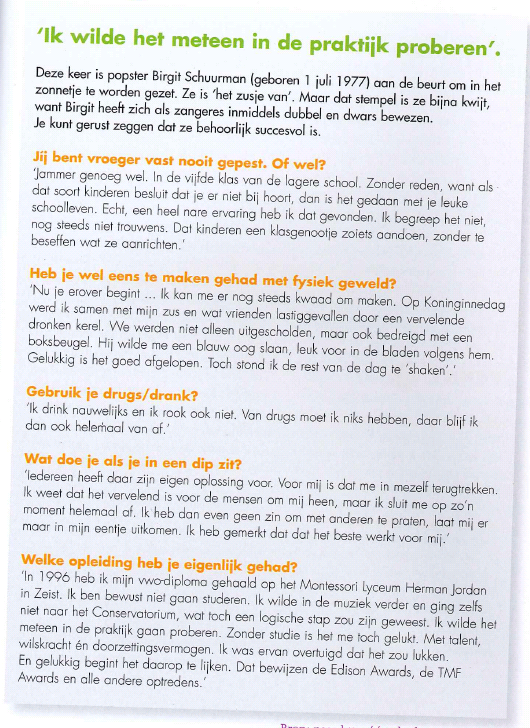 'Ik wilde het meteen in de praktijk proberen'.
Deze keer is popster Birgit Schuurman (geboren 1 juli 1977) aan de beurt om in het
zonnetje te worden gezet. Ze is 'het zusje van'. Maar dat stempel is ze bijna kwijt,
want Birgit heeft zich als zangeres inmiddels dubbel en dwars bewezen.
Je kunt gerust zeggen dat ze behoorlijk succesvol is.
Jij bent vroeger vast nooit gepest. Of wel?
'Jammer genoeg wel. In de vijfde klas van de lagere school. Zonder reden, want als
dat soort kinderen besluit dat je er niet bij hoort, dan is het gedaan met je leuke
schoolleven. Echt, een heel nare ervaring heb ik dat gevonden. Ik begreep het niet,
nog steeds niet trouwens. Dat kinderen een klasgenootje zoiets aandoen, zonder te
beseffen wat ze aanrichten.'
Heb je wel eens te maken gehad met fysiek geweld?
'Nu je erover begint ... Ik kan me er nog steeds kwaad om maken. Op Koninginnedag
werd ik samen met mijn zus en wat vrienden lastiggevallen door een vervelende
dronken kerel. We werden niet alleen uitgescholden, maar ook bedreigd met een
boksbeugel. Hij wilde me een blauw oog slaan, leuk voor in de bladen volgens hem.
Gelukkig is het goed afgelopen. Toch stond ik de rest van de dag te 'shaken'.'
Gebruik je drugs/drank?
'Ik drink nauwelijks en ik rook ook niet. Van drugs moet ik niks hebben, daar blijf ik
dan ook helemaal van af.'
Wat doe je als je in een dip zit?
'Iedereen heeft daar zijn eigen oplossing voor. Voor mij is dat me in mezelf terugtrekken.
Ik weet dat het vervelend is voor de mensen om mij heen, maar ik sluit me op zo'n
moment helemaal af. Ik heb dan even geen zin om met anderen te praten, laat mij er
maar in mijn eentje uitkomen. Ik heb gemerkt dat dat het beste werkt voor mij.'
Welke opleiding heb je eigenlijk gehad?
'In 1996 heb ik mijn vwo-diploma gehaald op het Montessori Lyceum Herman Jordan
in Zeist. Ik ben bewust niet gaan studeren. Ik wilde in de muziek verder en ging zelfs
niet naar het Conservatorium, wat toch een logische stap zou zijn geweest. Ik wilde het
meteen in de praktijk gaan proberen. Zonder studie is het me toch gelukt. Met talent,
wilskracht én doorzettingsvermogen. Ik was ervan overtuigd dat het zou lukken.
En gelukkig begint het daarop te lijken. Dat bewijzen de Edison Awards, de TMF
Awards en alle andere optredens.'